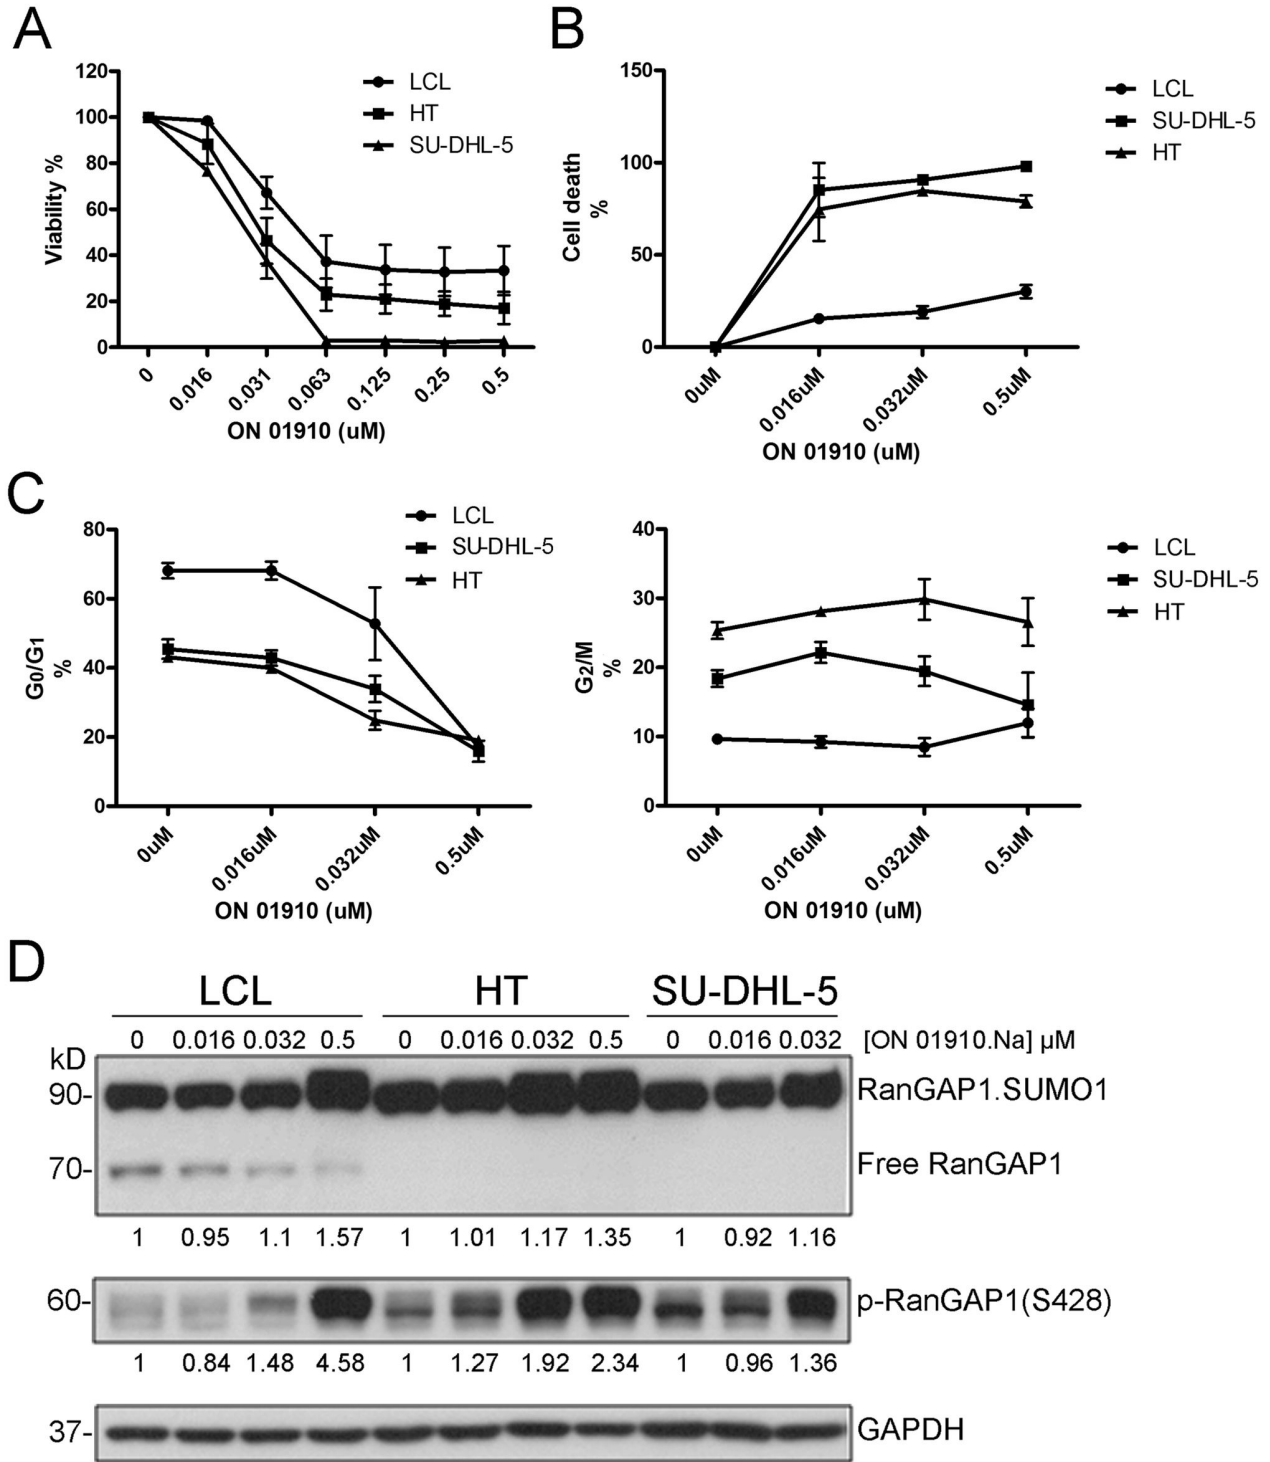 A
120
100
80
60
40
20
0
Viability %
LCL
HT
SU-DHL-5
0 0.016 0.031 0.063 0.125 0.25 0.5
ON 01910 (uM)
B
150
100
50
0
Cell death
%
LCL
SU-DHL-5
HT
0uM 0.016uM 0.032uM 0.5uM
ON 01910 (uM)
C
80
60
40
20
0
G0/G1
%
LCL
SU-DHL-5
HT
0uM 0.016uM 0.032uM 0.5uM
ON 01910 (uM)
40
30
20
10
0
G2/M
%
LCL
SU-DHL-5
HT
0uM 0.016uM 0.032uM 0.5uM
ON 01910 (uM)
D
LCL HT SU-DHL-5
0 0.016 0.032 0.5 0 0.016 0.032 0.5 0 0.016 0.032 [ON 01910.Na] µM
kD
90- RanGAP1.SUMO1
70- Free RanGAP1
1 0.95 1.1 1.57 1 1.01 1.17 1.35 1 0.92 1.16
60- p-RanGAP1(S428)
1 0.84 1.48 4.58 1 1.27 1.92 2.34 1 0.96 1.36
37- GAPDH